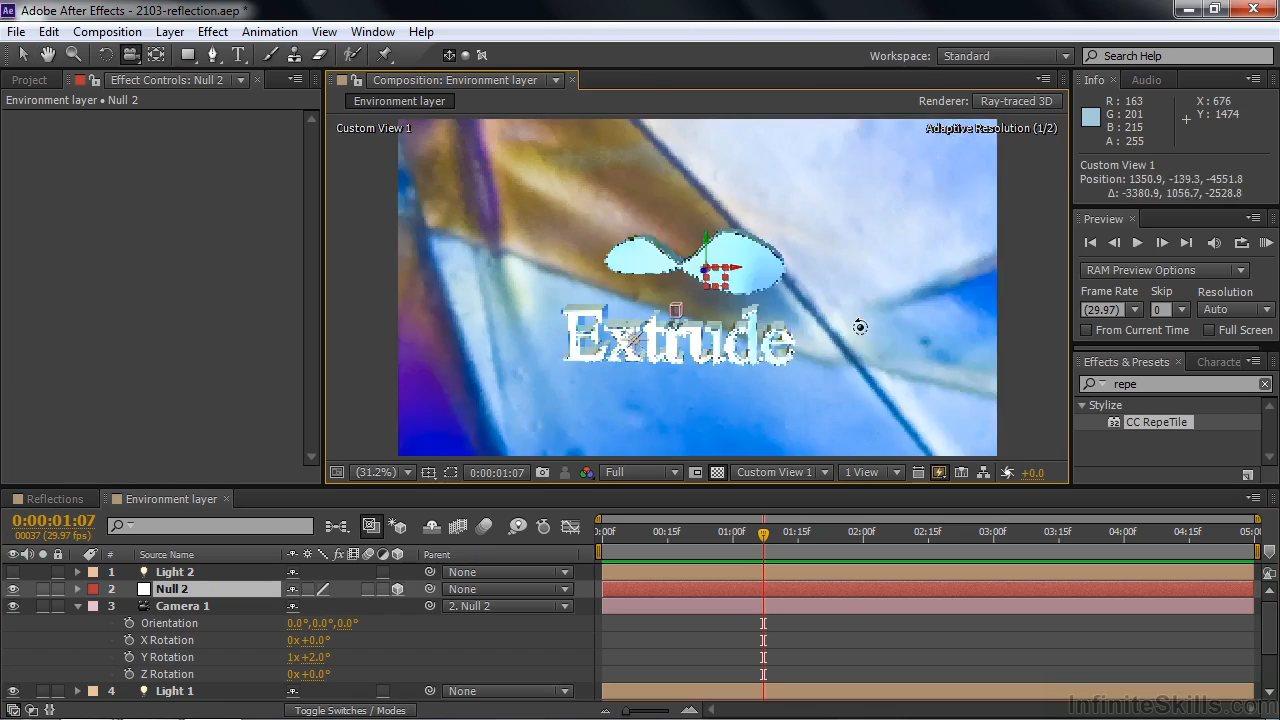 Ae Adobe After Effects - 2103-reflection.aep *
File Edit Composition Layer Effect Animation View Window Help
Workspace: Standard Search Help
Project Effect Controls: Null 2 Composition: Environment layer Info Audio
Environment layer • Null 2 Environment layer Renderer: Ray-traced 3D
Custom View 1 Adaptive Resolution (1/2)
R : 163 X : 676
G : 201 Y : 1474
B : 215
A : 255
Custom View 1
Position: 1350.9, -139.3, -4551.8
Δ: -3380.9, 1056.7, -2528.8
Preview
RAM Preview Options
Frame Rate Skip Resolution
(29.97) 0 Auto
From Current Time Full Screen
Effects & Presets Characte
repe
Stylize
32 CC RepeTile
Extrude
(31.2%) 0:00:01:07 Full Custom View 1 1 View +0.0
Reflections Environment layer
0:00:01:07
00037 (29.97 fps)
:00f 00:15f 01:00f 01:15f 02:00f 02:15f 03:00f 03:15f 04:00f 04:15f 05:0
# Source Name fx Parent
1 Light 2 None
2 Null 2 None
3 Camera 1 2. Null 2
Orientation 0.0°,0.0°,0.0°
X Rotation 0x+0.0°
Y Rotation 1x+2.0°
Z Rotation 0x+0.0°
4 Light 1 None
Toggle Switches / Modes
InfiniteSkills.com